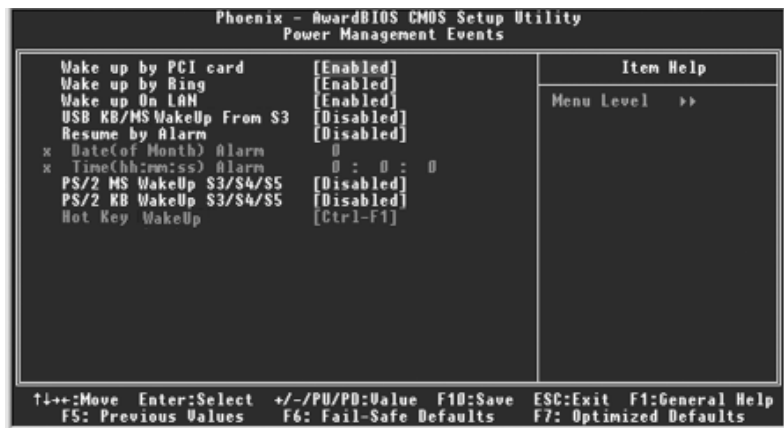 Phoenix - AwardBIOS CMOS Setup Utility
Power Management Events
Wake up by PCI card [Enabled]
Wake up by Ring [Enabled]
Wake up On LAN [Enabled]
USB KB/MS WakeUp From S3 [Disabled]
Resume by Alarm [Disabled]
x Date(of Month) Alarm 0
x Time(hh:mm:ss) Alarm 0 : 0 : 0
PS/2 MS WakeUp S3/S4/S5 [Disabled]
PS/2 KB WakeUp S3/S4/S5 [Disabled]
Hot Key WakeUp [Ctrl-F1]
Item Help
Menu Level ▸▸
↑↓→←:Move Enter:Select +/-/PU/PD:Value F10:Save ESC:Exit F1:General Help
F5: Previous Values F6: Fail-Safe Defaults F7: Optimized Defaults